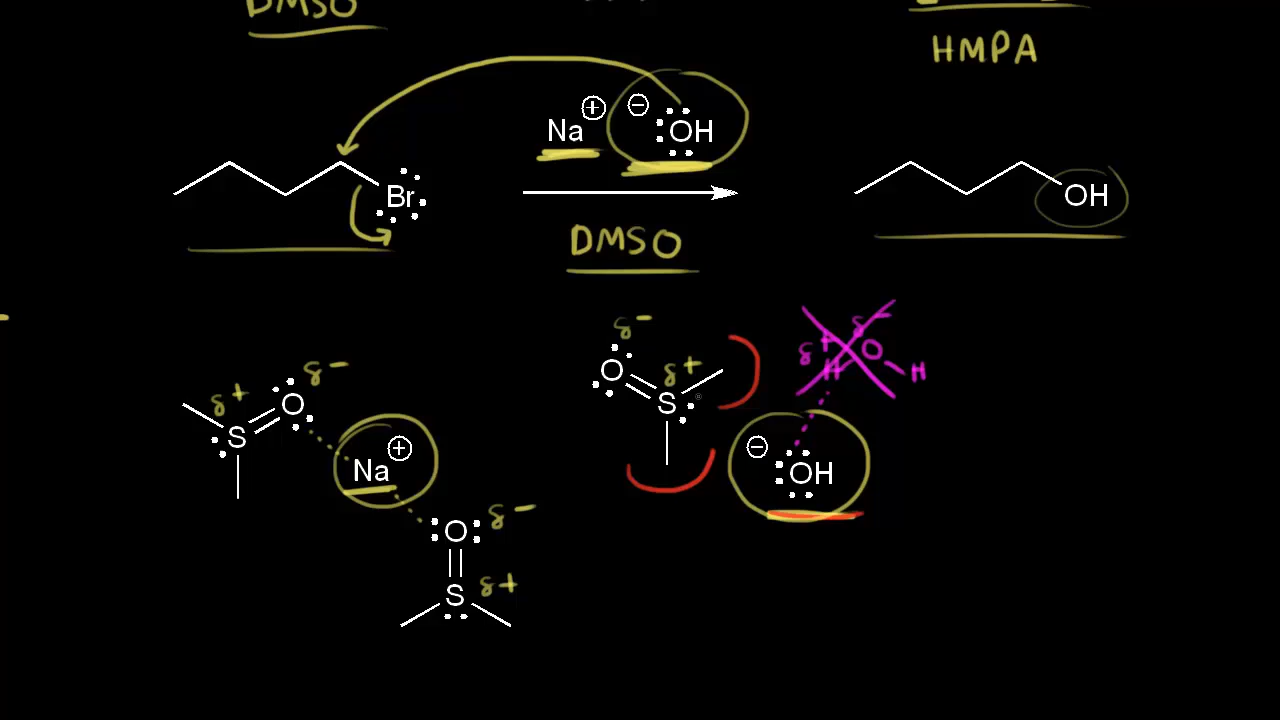 DMSO
HMPA
Na + − OH
Br
DMSO
OH
δ− δ− 
δ+ δ− δ+ O H H
O S
δ+ O S
Na +
− OH
O δ−
S δ+